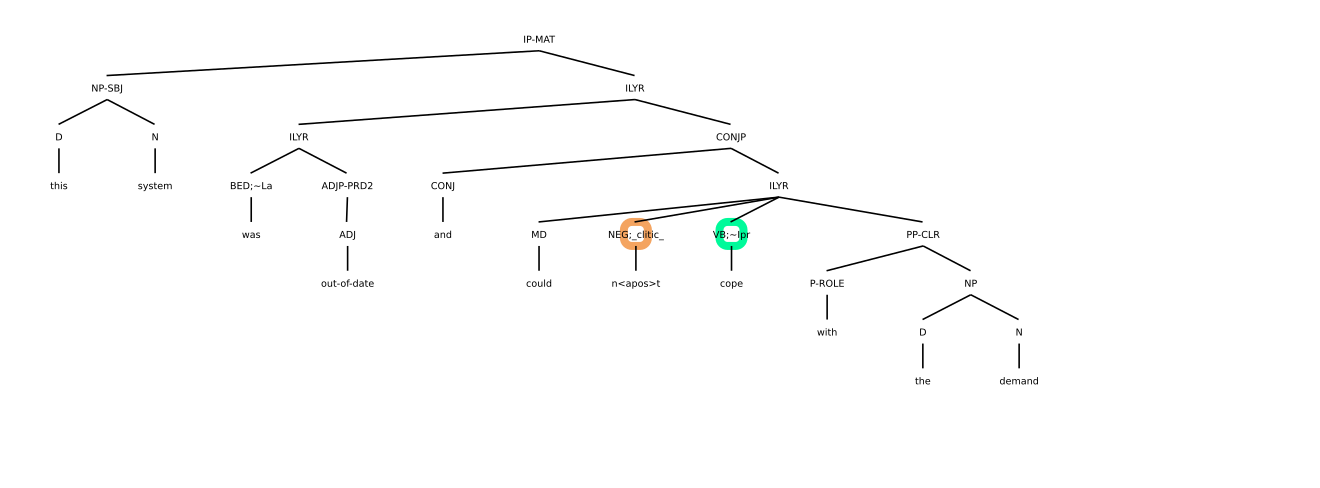 IP-MAT
NP-SBJ ILYR
D N ILYR CONJP
this system BED;~La ADJP-PRD2 CONJ ILYR
was ADJ and MD NEG;_clitic_ VB;~Ipr PP-CLR
out-of-date could n<apos>t cope P-ROLE NP
with D N
the demand